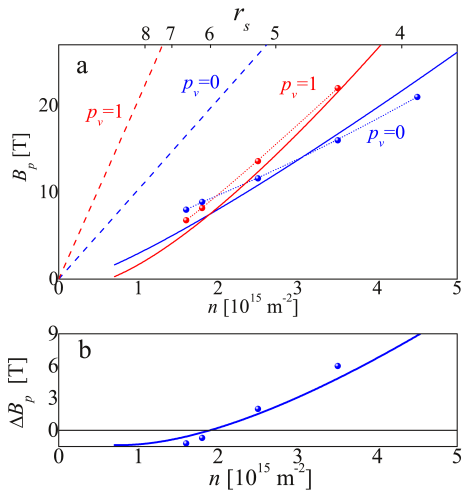 r_s
8 7 6 5 4
a
p_v=1
p_v=0
p_v=1
p_v=0
B_p [T]
20
10
0
0 1 2 3 4 5
n [10^15 m^-2]
b
ΔB_p [T]
9
6
3
0
0 1 2 3 4 5
n [10^15 m^-2]